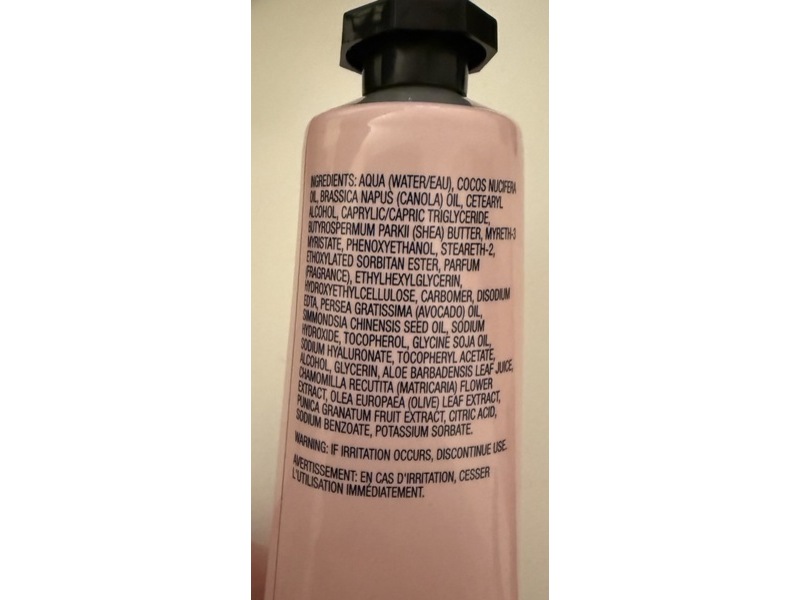 INGREDIENTS: AQUA (WATER/EAU), COCOS NUCIFERA
OIL, BRASSICA NAPUS (CANOLA) OIL, CETEARYL
ALCOHOL, CAPRYLIC/CAPRIC TRIGLYCERIDE,
BUTYROSPERMUM PARKII (SHEA) BUTTER, MYRETH-3
MYRISTATE, PHENOXYETHANOL, STEARETH-2,
ETHOXYLATED SORBITAN ESTER, PARFUM
(FRAGRANCE), ETHYLHEXYLGLYCERIN,
HYDROXYETHYLCELLULOSE, CARBOMER, DISODIUM
EDTA, PERSEA GRATISSIMA (AVOCADO) OIL,
SIMMONDSIA CHINENSIS SEED OIL, SODIUM
HYDROXIDE, TOCOPHEROL, GLYCINE SOJA OIL,
SODIUM HYALURONATE, TOCOPHERYL ACETATE,
ALCOHOL, GLYCERIN, ALOE BARBADENSIS LEAF JUICE,
CHAMOMILLA RECUTITA (MATRICARIA) FLOWER
EXTRACT, OLEA EUROPAEA (OLIVE) LEAF EXTRACT,
PUNICA GRANATUM FRUIT EXTRACT, CITRIC ACID,
SODIUM BENZOATE, POTASSIUM SORBATE.
WARNING: IF IRRITATION OCCURS, DISCONTINUE USE.
AVERTISSEMENT: EN CAS D'IRRITATION, CESSER
L'UTILISATION IMMÉDIATEMENT.